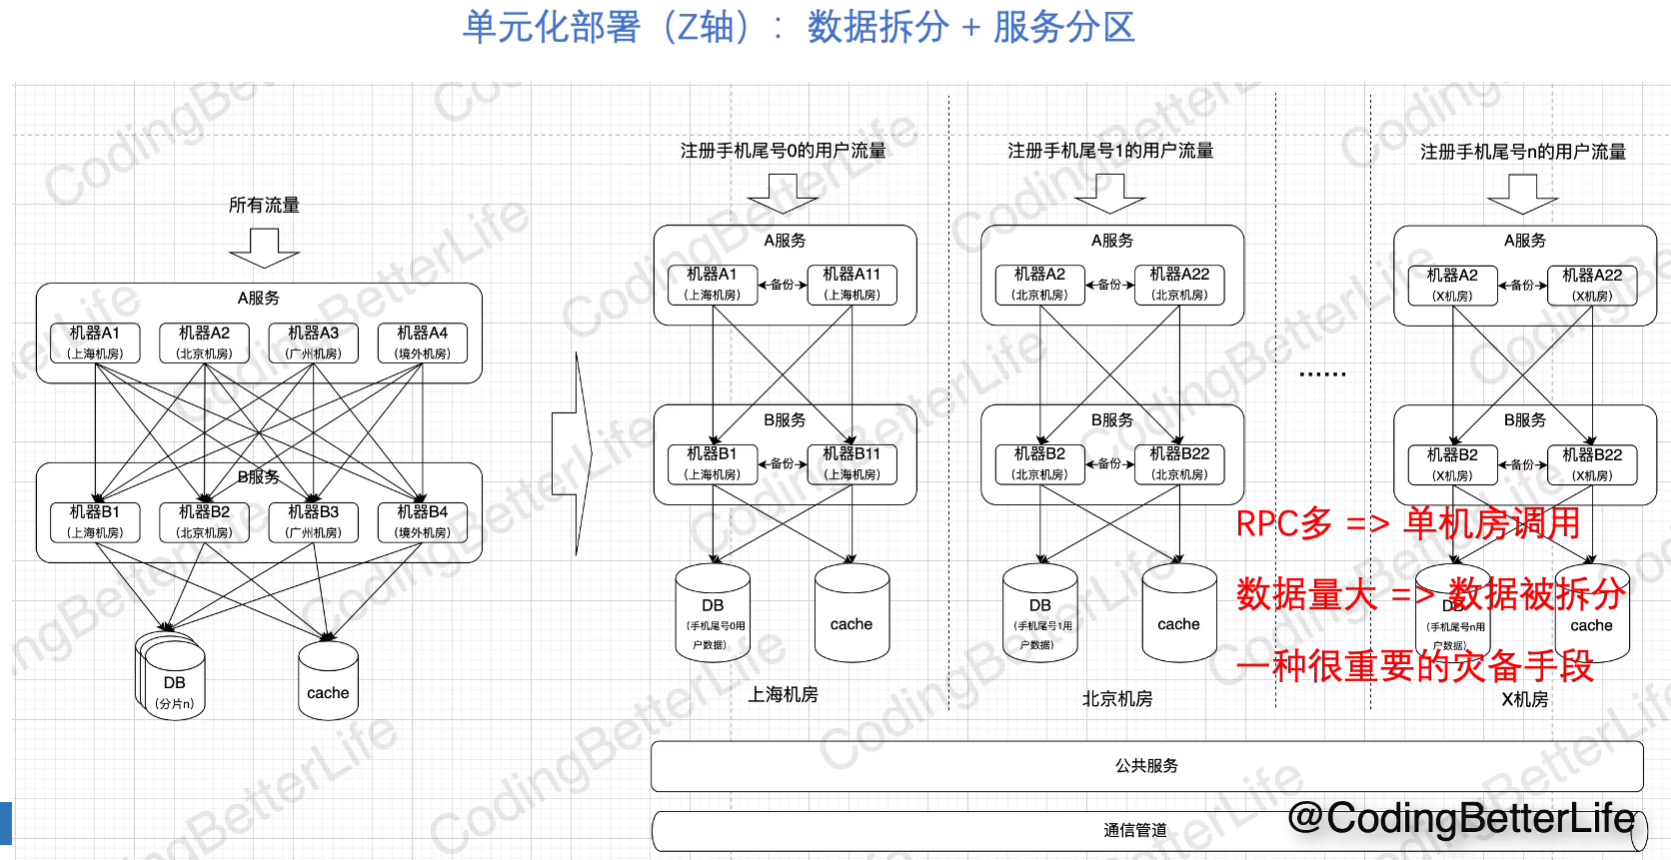 单元化部署（Z轴）：数据拆分 + 服务分区
所有流量
A服务
机器A1 机器A2 机器A3 机器A4
（上海机房） （北京机房） （广州机房） （境外机房）
B服务
机器B1 机器B2 机器B3 机器B4
（上海机房） （北京机房） （广州机房） （境外机房）
DB
（分片n）
cache
注册手机尾号0的用户流量
A服务
机器A1 备份 机器A11
（上海机房） （上海机房）
B服务
机器B1 备份 机器B11
（上海机房） （上海机房）
DB
（手机尾号0用
户数据）
cache
上海机房
注册手机尾号1的用户流量
A服务
机器A2 备份 机器A22
（北京机房） （北京机房）
B服务
机器B2 备份 机器B22
（北京机房） （北京机房）
DB
（手机尾号1用
户数据）
cache
北京机房
......
注册手机尾号n的用户流量
A服务
机器A2 备份 机器A22
（X机房） （X机房）
B服务
机器B2 备份 机器B22
（X机房） （X机房）
DB
（手机尾号n用
户数据）
cache
X机房
RPC多 => 单机房调用
数据量大 => 数据被拆分
一种很重要的灾备手段
公共服务
通信管道
@CodingBetterLife